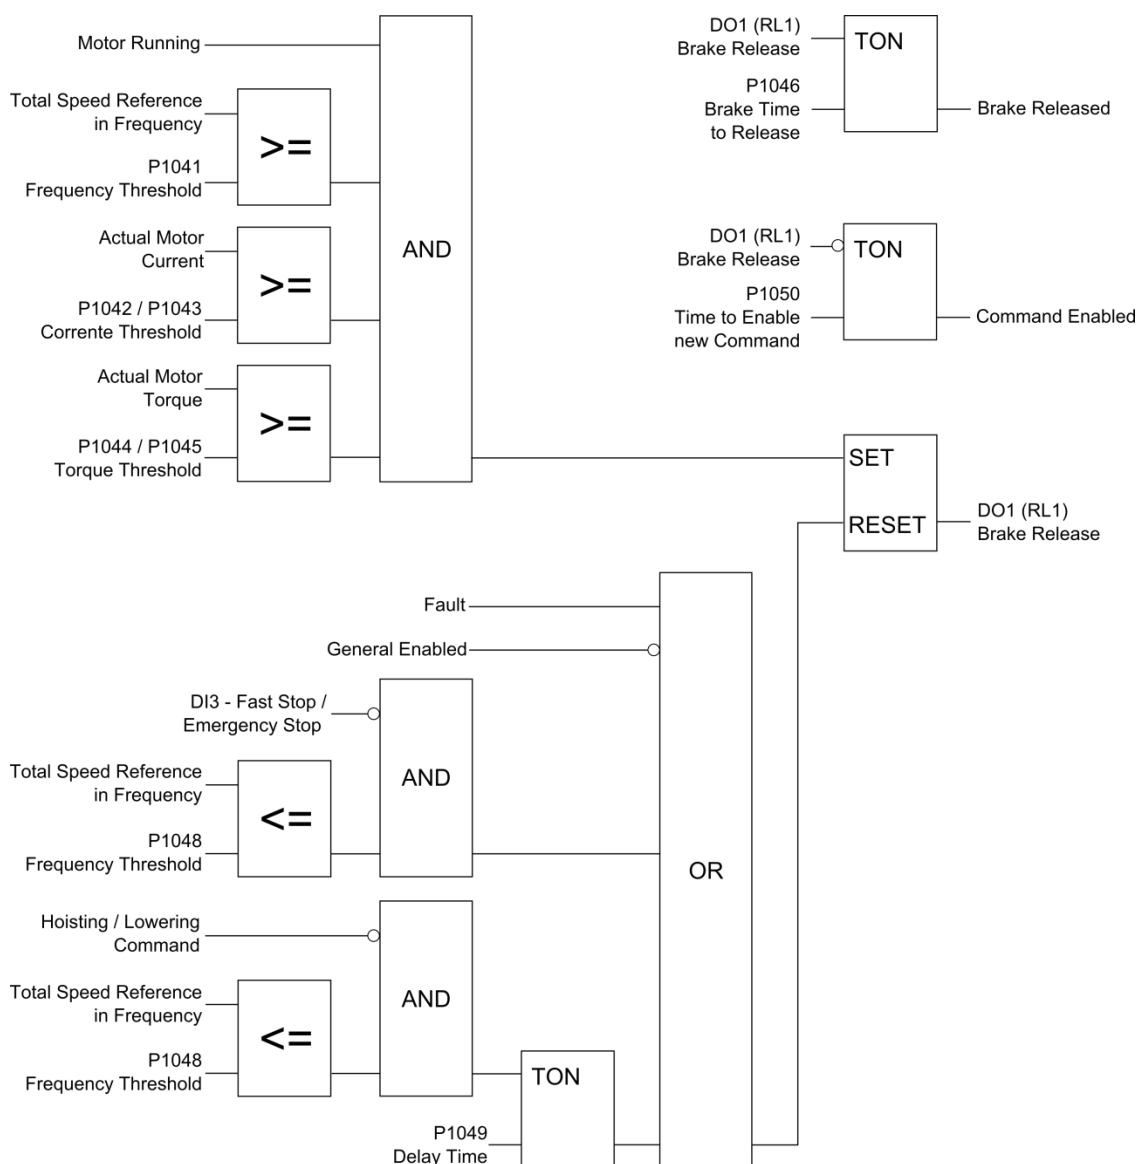 Motor Running
Total Speed Reference
in Frequency
>=
P1041
Frequency Threshold
Actual Motor
Current
>=
P1042 / P1043
Corrente Threshold
Actual Motor
Torque
>=
P1044 / P1045
Torque Threshold
AND
DO1 (RL1)
Brake Release
TON
P1046
Brake Time
to Release
Brake Released
DO1 (RL1)
Brake Release
TON
P1050
Time to Enable
new Command
Command Enabled
SET
RESET
DO1 (RL1)
Brake Release
Fault
General Enabled
DI3 - Fast Stop /
Emergency Stop
Total Speed Reference
in Frequency
<=
P1048
Frequency Threshold
AND
OR
Hoisting / Lowering
Command
Total Speed Reference
in Frequency
<=
P1048
Frequency Threshold
AND
TON
P1049
Delay Time